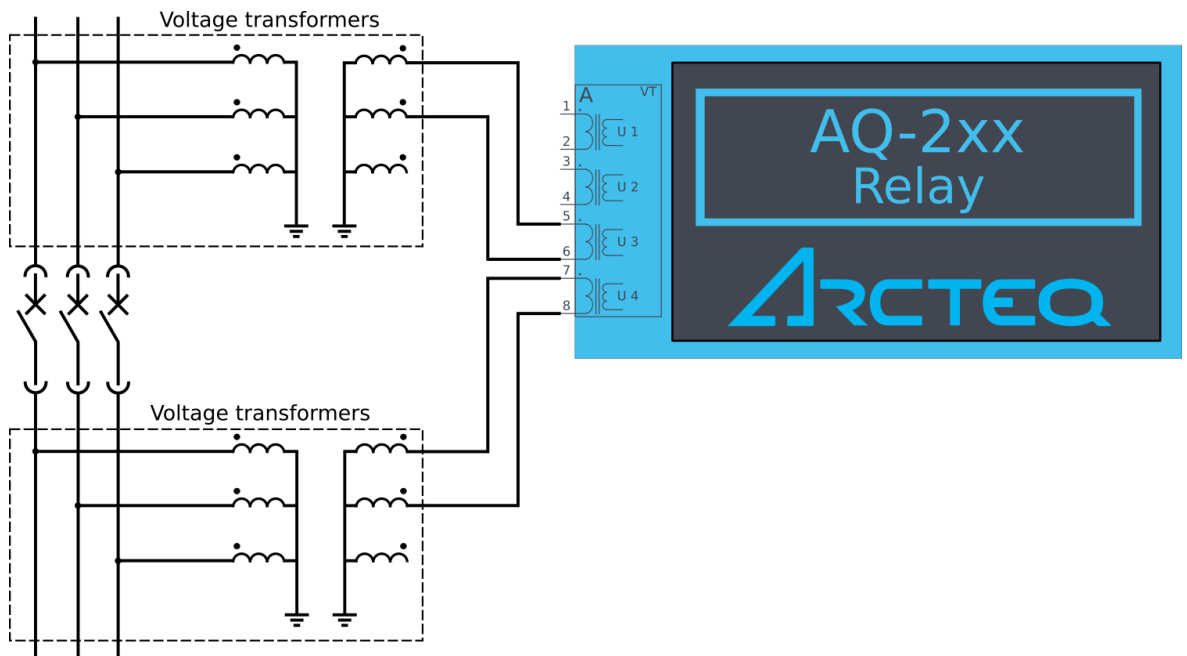 Voltage transformers
A VT
1
U 1
2
3
U 2
4
5
U 3
6
7
U 4
8
AQ-2xx
Relay
ARCTEQ
Voltage transformers